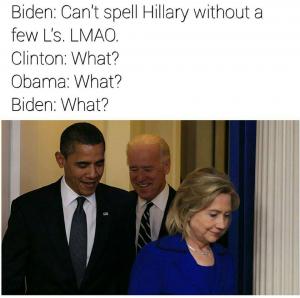 Biden: Can't spell Hillary without a
few L's. LMAO.
Clinton: What?
Obama: What?
Biden: What?